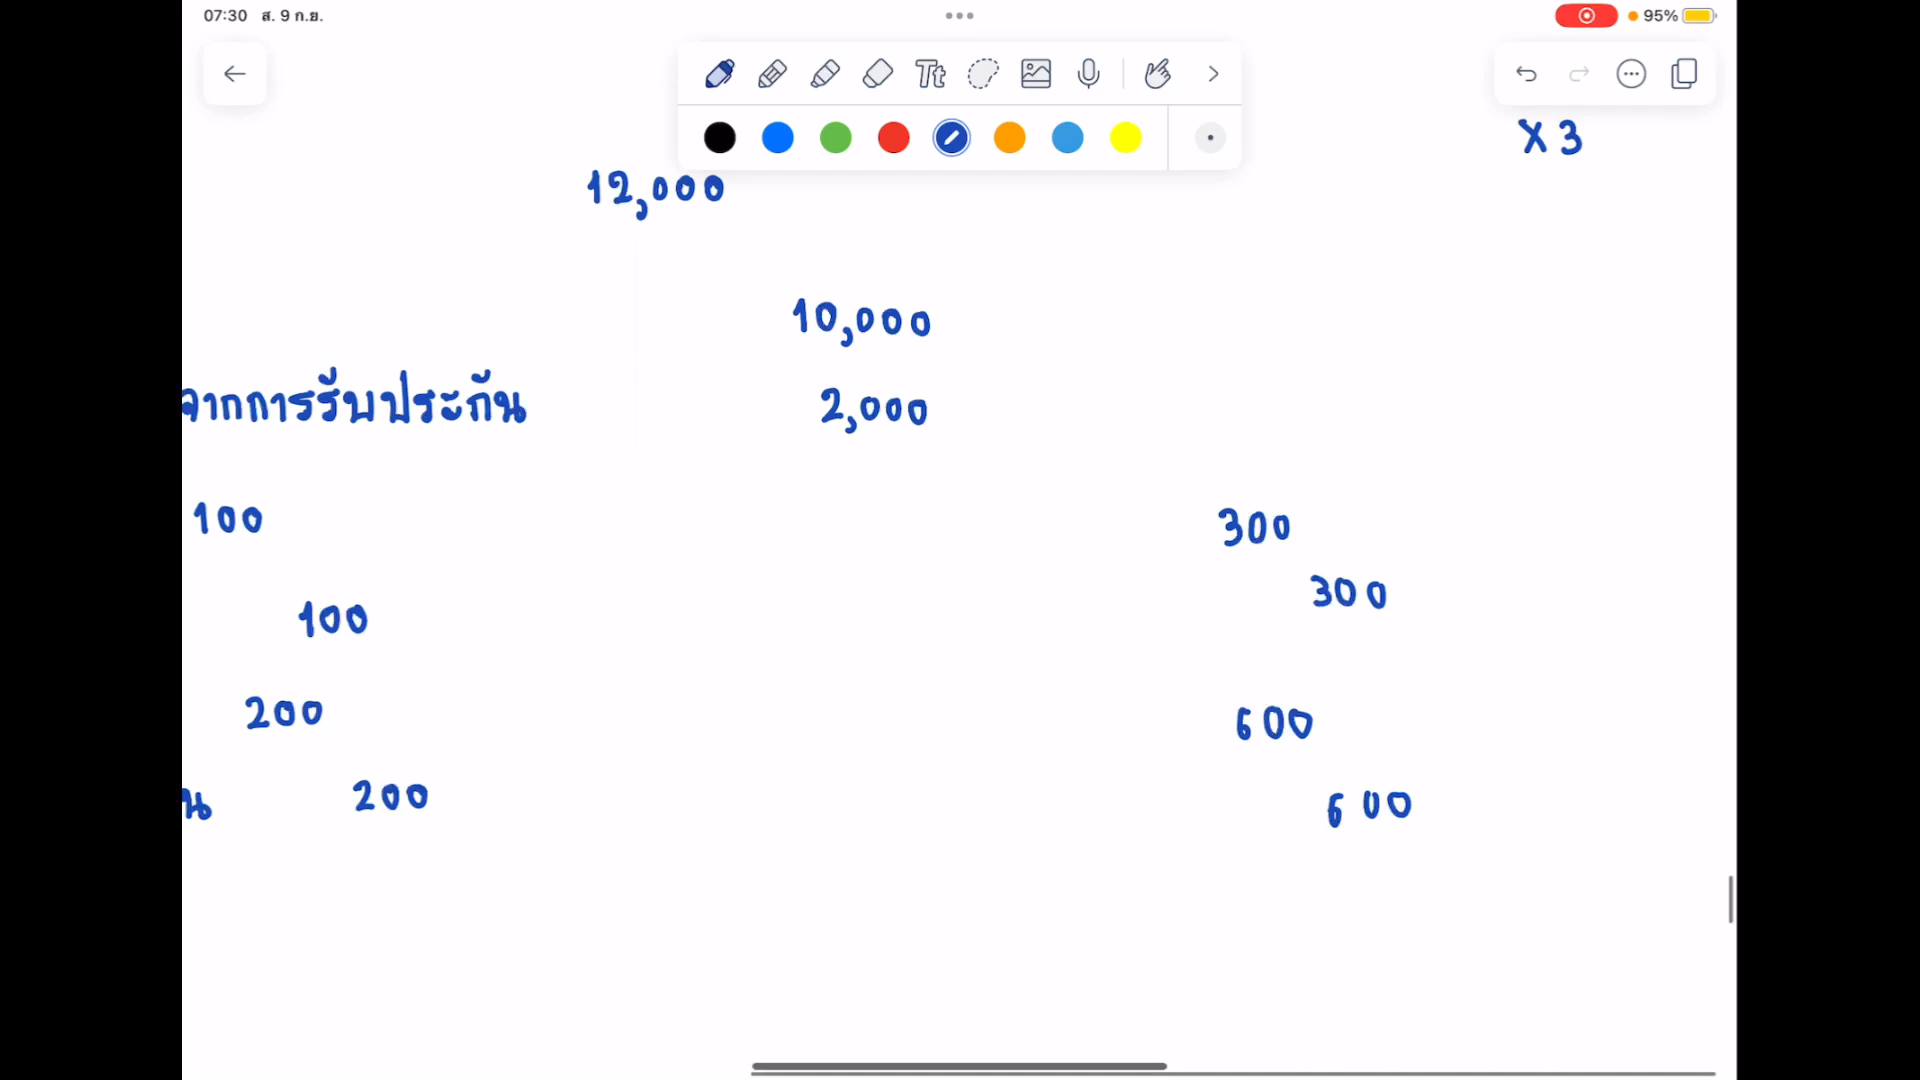 07:30 ส. 9 ก.ย. 95%
Tt
X 3
12,000
10,000
จากการรับประกัน 2,000
100 300
300
100
200 600
น 200 600